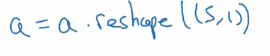 a = a.reshape((5,1))